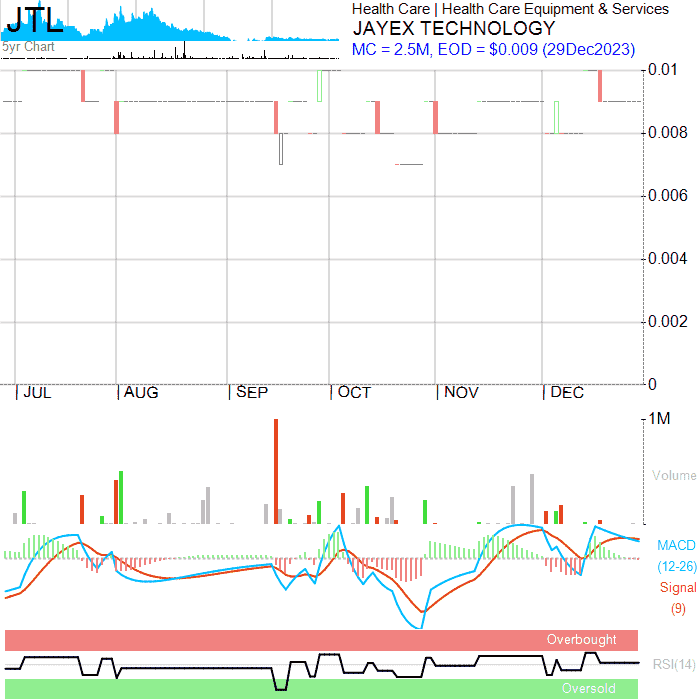 JTL
5yr Chart
Health Care | Health Care Equipment & Services
JAYEX TECHNOLOGY
MC = 2.5M, EOD = $0.009 (29Dec2023)
0.01
0.008
0.006
0.004
0.002
0
JUL AUG SEP OCT NOV DEC
1M
Volume
MACD
(12-26)
Signal
(9)
Overbought
RSI(14)
Oversold